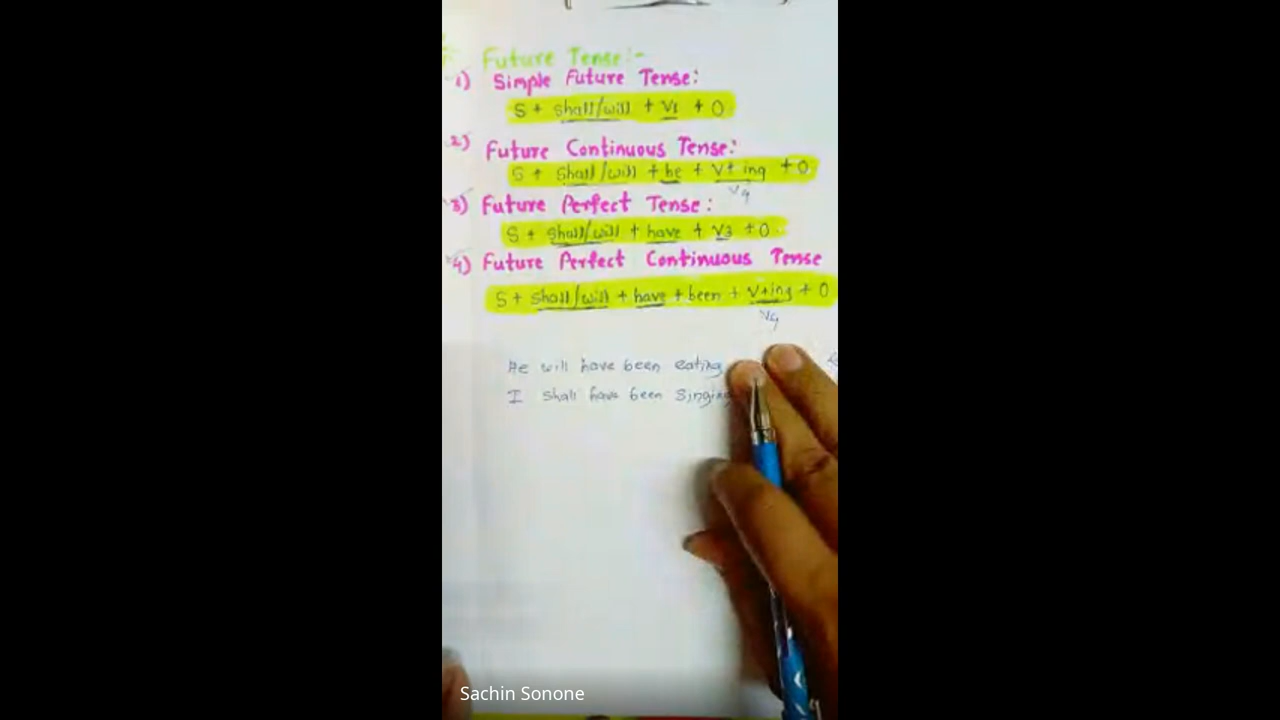 Future Tense:-
1) Simple Future Tense:
S + shall/will + V1 + O
2) Future Continuous Tense:
S + shall/will + be + V+ing + O
V4
3) Future Perfect Tense:
S + shall/will + have + V3 + O
4) Future Perfect Continuous Tense
S + shall/will + have + been + V+ing + O
V4
He will have been eating
I shall have been singing
Sachin Sonone